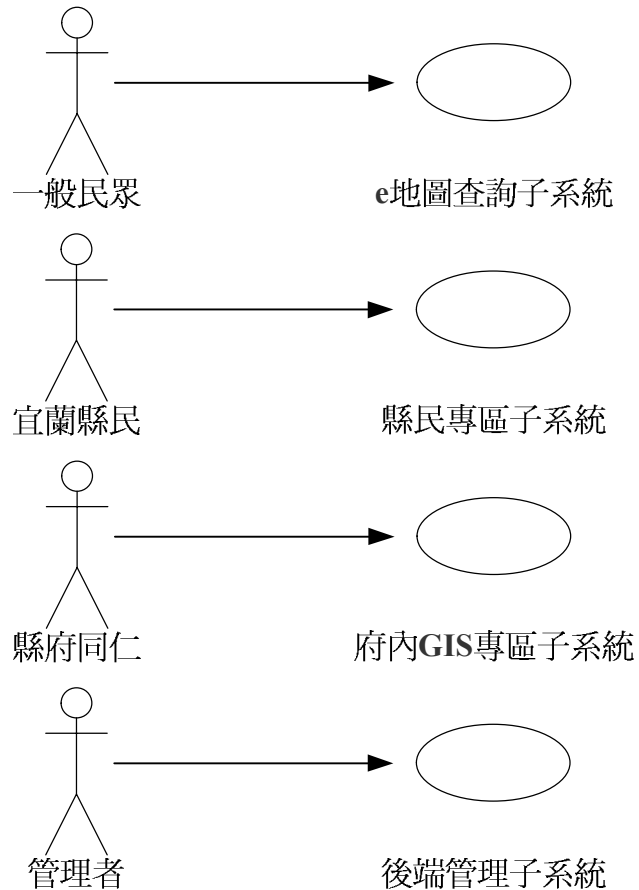 一般民眾
e地圖查詢子系統
宜蘭縣民
縣民專區子系統
縣府同仁
府內GIS專區子系統
管理者
後端管理子系統